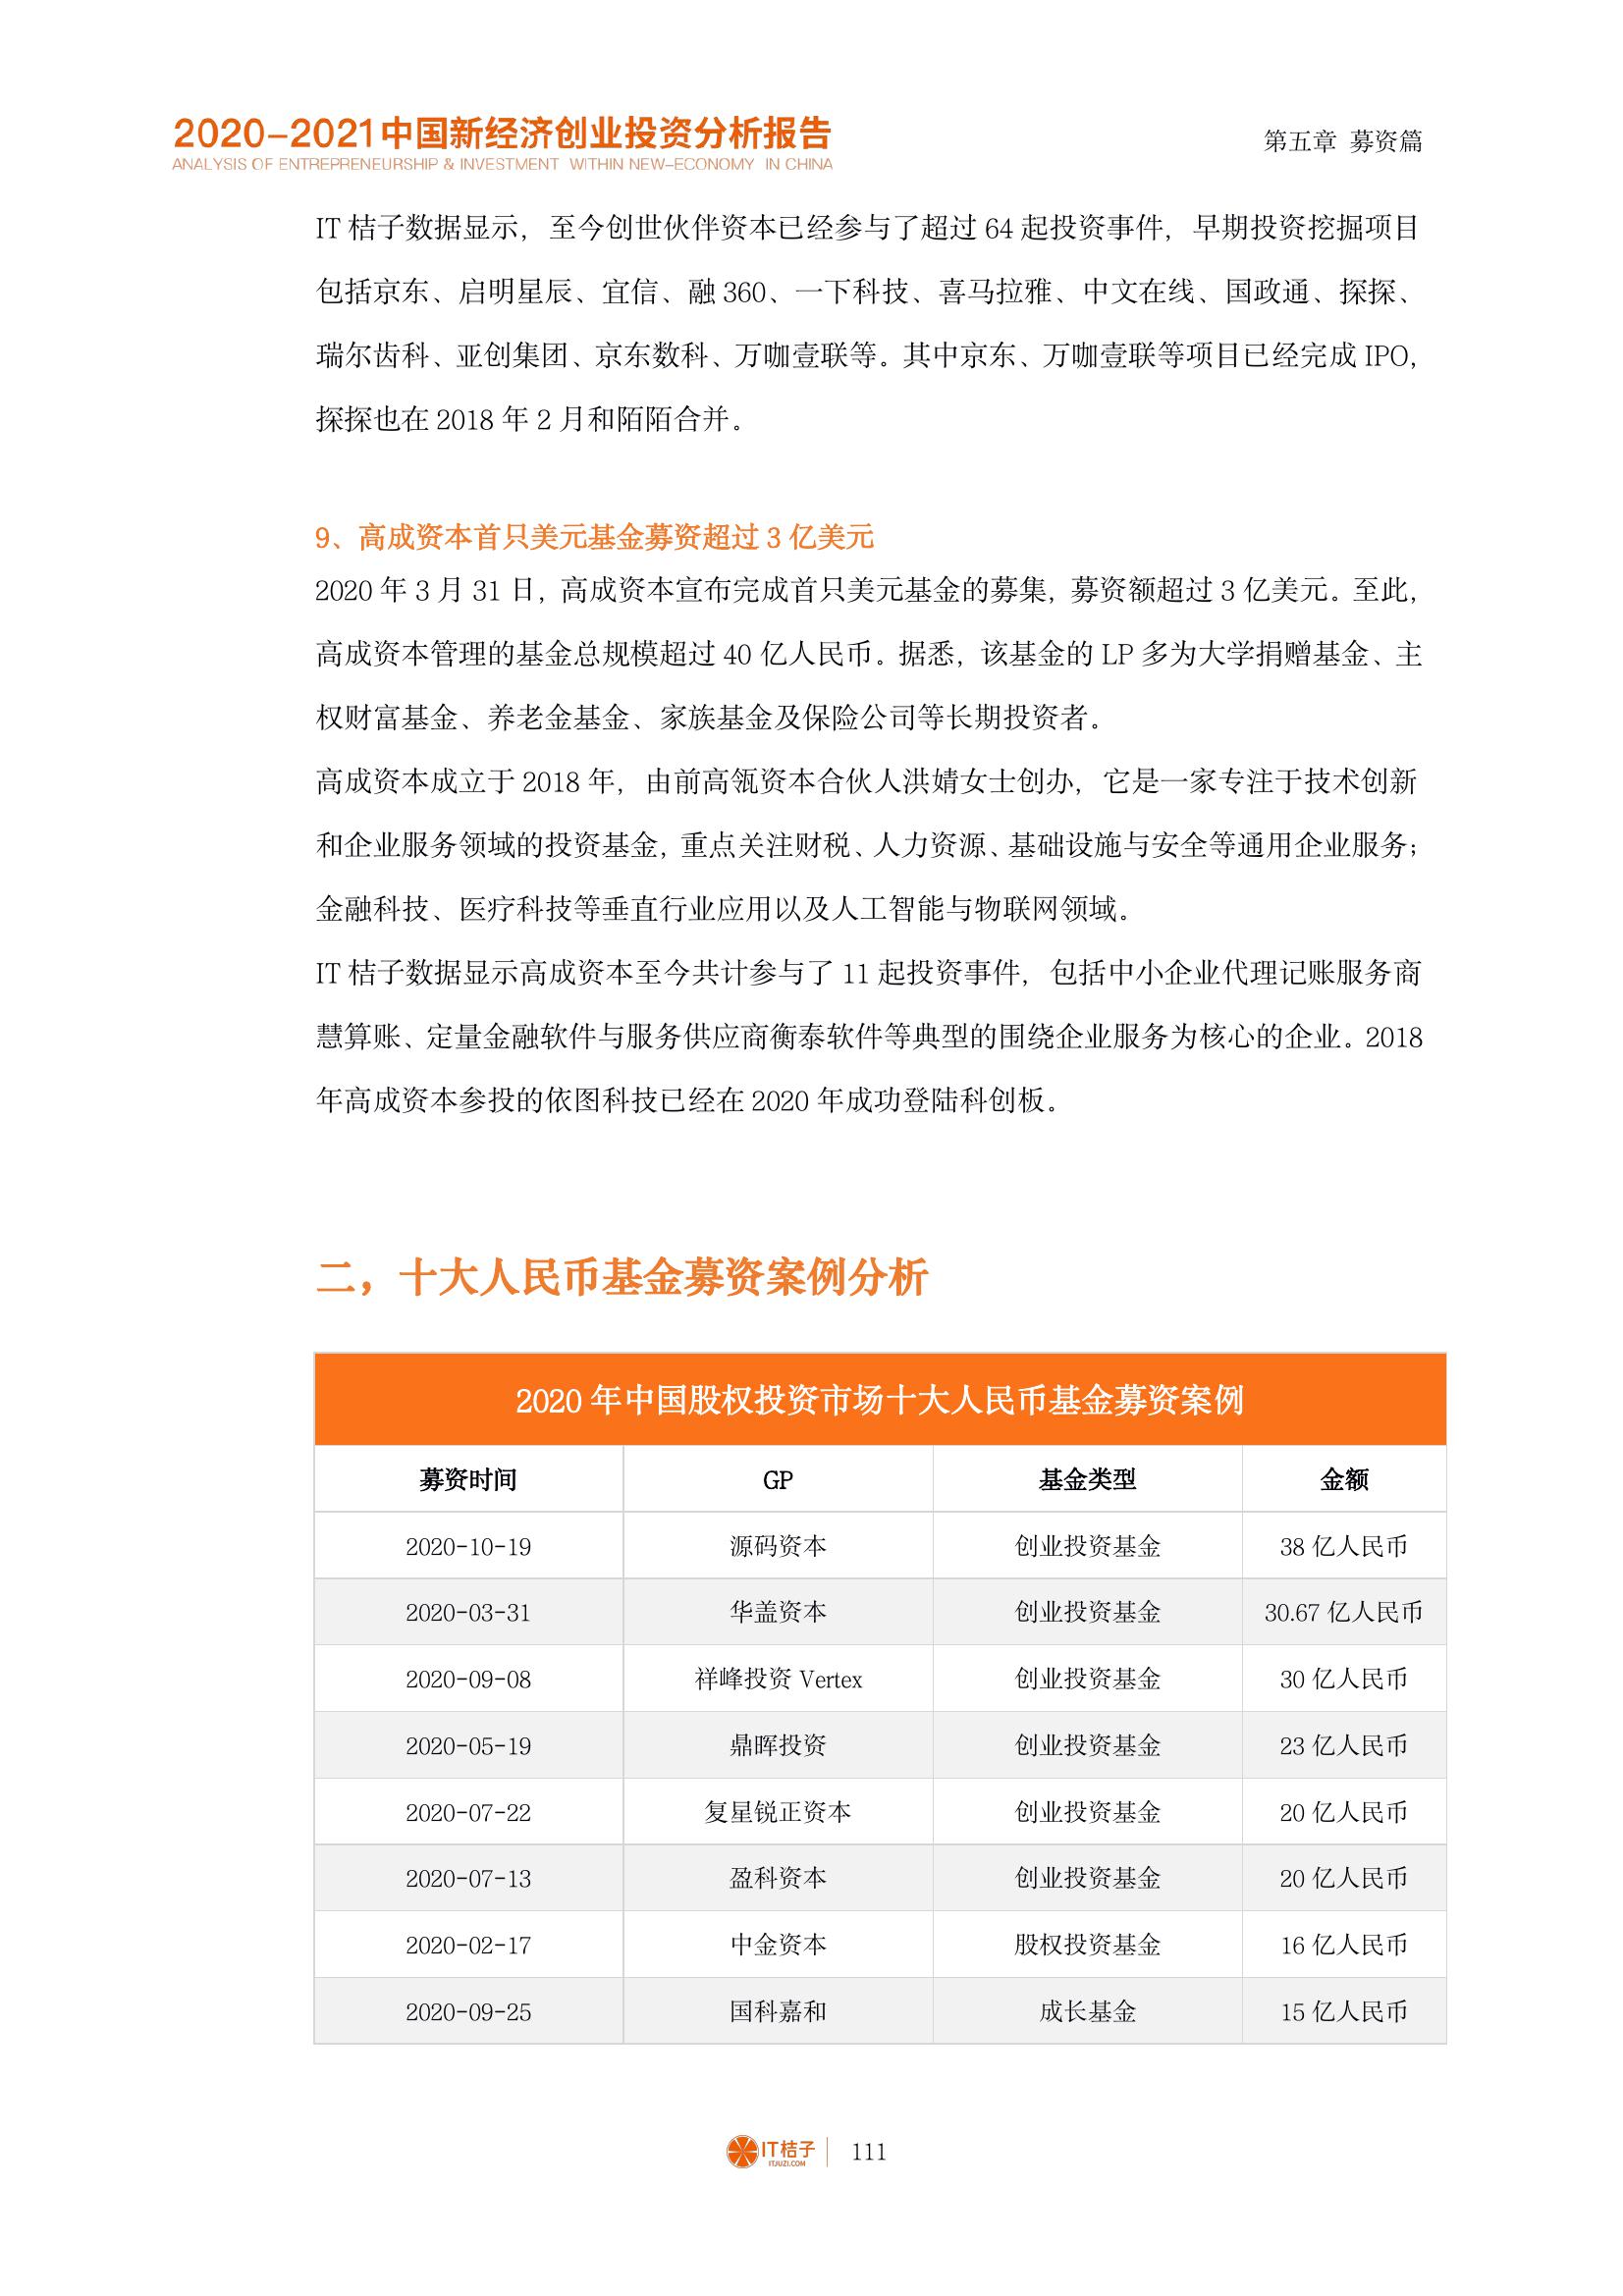 2020-2021中国新经济创业投资分析报告
ANALYSIS OF ENTREPRENEURSHIP & INVESTMENT WITHIN NEW-ECONOMY IN CHINA
第五章 募资篇
IT 桔子数据显示，至今创世伙伴资本已经参与了超过 64 起投资事件，早期投资挖掘项目
包括京东、启明星辰、宜信、融 360、一下科技、喜马拉雅、中文在线、国政通、探探、
瑞尔齿科、亚创集团、京东数科、万咖壹联等。其中京东、万咖壹联等项目已经完成 IPO，
探探也在 2018 年 2 月和陌陌合并。
9、高成资本首只美元基金募资超过 3 亿美元
2020 年 3 月 31 日，高成资本宣布完成首只美元基金的募集，募资额超过 3 亿美元。至此，
高成资本管理的基金总规模超过 40 亿人民币。据悉，该基金的 LP 多为大学捐赠基金、主
权财富基金、养老金基金、家族基金及保险公司等长期投资者。
高成资本成立于 2018 年，由前高瓴资本合伙人洪婧女士创办，它是一家专注于技术创新
和企业服务领域的投资基金，重点关注财税、人力资源、基础设施与安全等通用企业服务；
金融科技、医疗科技等垂直行业应用以及人工智能与物联网领域。
IT 桔子数据显示高成资本至今共计参与了 11 起投资事件，包括中小企业代理记账服务商
慧算账、定量金融软件与服务供应商衡泰软件等典型的围绕企业服务为核心的企业。2018
年高成资本参投的依图科技已经在 2020 年成功登陆科创板。
二，十大人民币基金募资案例分析
2020 年中国股权投资市场十大人民币基金募资案例
募资时间 GP 基金类型 金额
2020-10-19 源码资本 创业投资基金 38 亿人民币
2020-03-31 华盖资本 创业投资基金 30.67 亿人民币
2020-09-08 祥峰投资 Vertex 创业投资基金 30 亿人民币
2020-05-19 鼎晖投资 创业投资基金 23 亿人民币
2020-07-22 复星锐正资本 创业投资基金 20 亿人民币
2020-07-13 盈科资本 创业投资基金 20 亿人民币
2020-02-17 中金资本 股权投资基金 16 亿人民币
2020-09-25 国科嘉和 成长基金 15 亿人民币
IT桔子
ITJUZI.COM
111